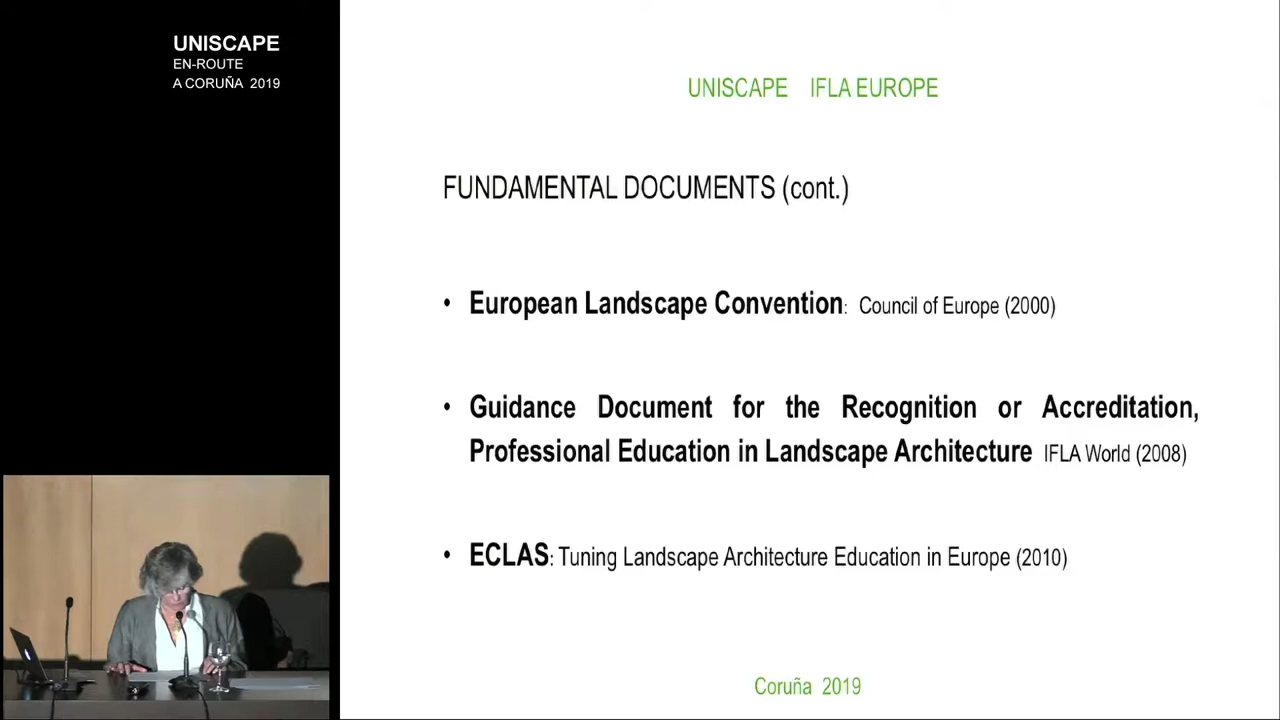 UNISCAPE
EN-ROUTE
A CORUÑA 2019
UNISCAPE IFLA EUROPE
FUNDAMENTAL DOCUMENTS (cont.)
• European Landscape Convention: Council of Europe (2000)
• Guidance Document for the Recognition or Accreditation,
Professional Education in Landscape Architecture IFLA World (2008)
• ECLAS: Tuning Landscape Architecture Education in Europe (2010)
Coruña 2019